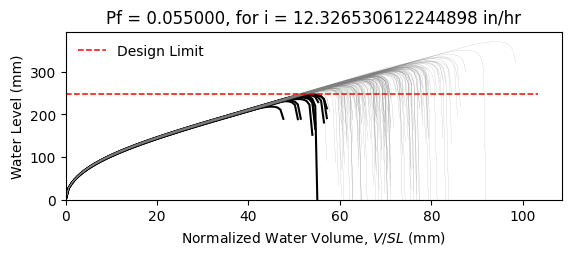 Pf = 0.055000, for i = 12.326530612244898 in/hr
Design Limit
Water Level (mm)
300
200
100
0
0 20 40 60 80 100
Normalized Water Volume, V/SL (mm)